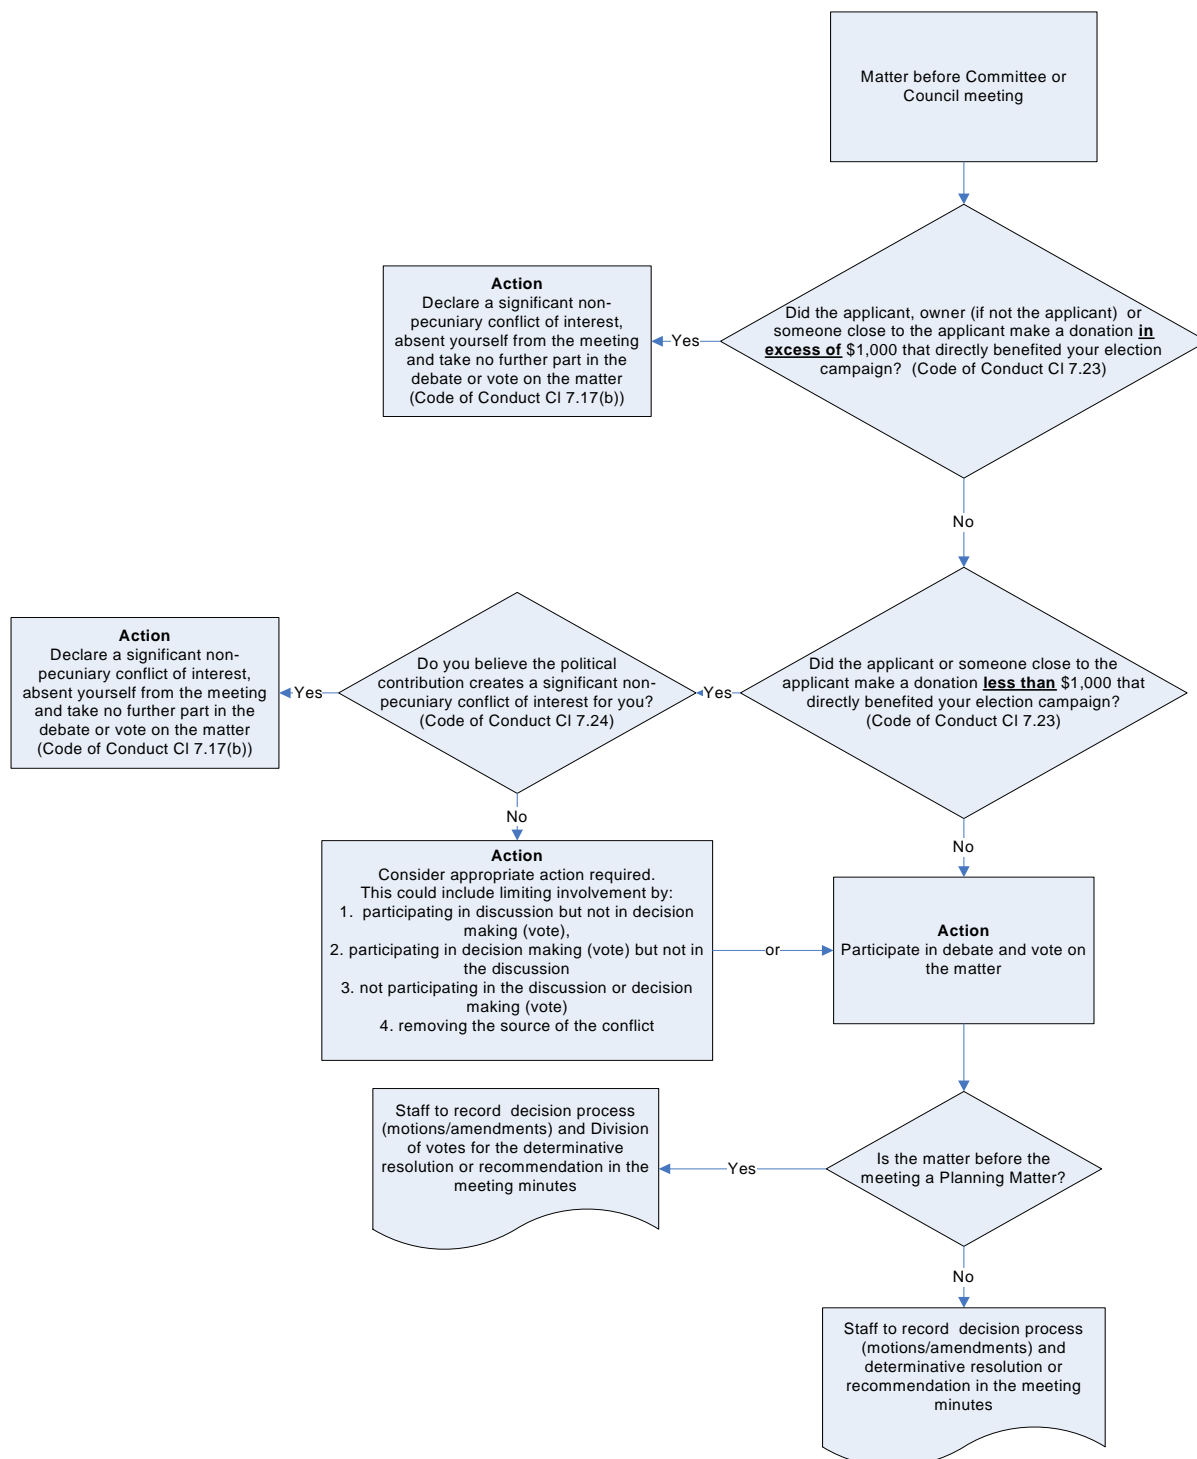 Matter before Committee or
Council meeting
Did the applicant, owner (if not the applicant)  or
someone close to the applicant make a donation in
excess of $1,000 that directly benefited your election
campaign?  (Code of Conduct Cl 7.23)
Yes
Action
Declare a significant non-
pecuniary conflict of interest,
absent yourself from the meeting
and take no further part in the
debate or vote on the matter
(Code of Conduct Cl 7.17(b))
No
Did the applicant or someone close to the
applicant make a donation less than $1,000 that
directly benefited your election campaign?
(Code of Conduct Cl 7.23)
Yes
Do you believe the political
contribution creates a significant non-
pecuniary conflict of interest for you?
(Code of Conduct Cl 7.24)
Yes
Action
Declare a significant non-
pecuniary conflict of interest,
absent yourself from the meeting
and take no further part in the
debate or vote on the matter
(Code of Conduct Cl 7.17(b))
No
Action
Consider appropriate action required.
This could include limiting involvement by:
1.  participating in discussion but not in decision
making (vote),
2. participating in decision making (vote) but not in
the discussion
3. not participating in the discussion or decision
making (vote)
4. removing the source of the conflict
or
No
Action
Participate in debate and vote on
the matter
Is the matter before the
meeting a Planning Matter?
Yes
Staff to record  decision process
(motions/amendments) and Division
of votes for the determinative
resolution or recommendation in the
meeting minutes
No
Staff to record  decision process
(motions/amendments) and
determinative resolution or
recommendation in the meeting
minutes